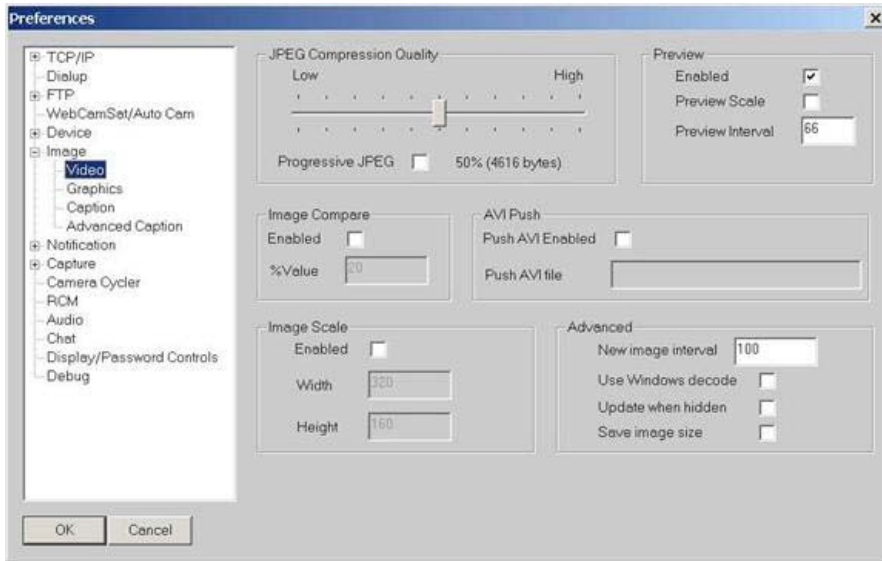 Preferences
TCP/IP
Dialup
FTP
WebCamSat/Auto Cam
Device
Image
Video
Graphics
Caption
Advanced Caption
Notification
Capture
Camera Cycler
RCM
Audio
Chat
Display/Password Controls
Debug
JPEG Compression Quality
Low High
Progressive JPEG 50% (4616 bytes)
Preview
Enabled
Preview Scale
Preview Interval 66
Image Compare
Enabled
%Value 20
AVI Push
Push AVI Enabled
Push AVI file
Image Scale
Enabled
Width 320
Height 160
Advanced
New image interval 100
Use Windows decode
Update when hidden
Save image size
OK Cancel